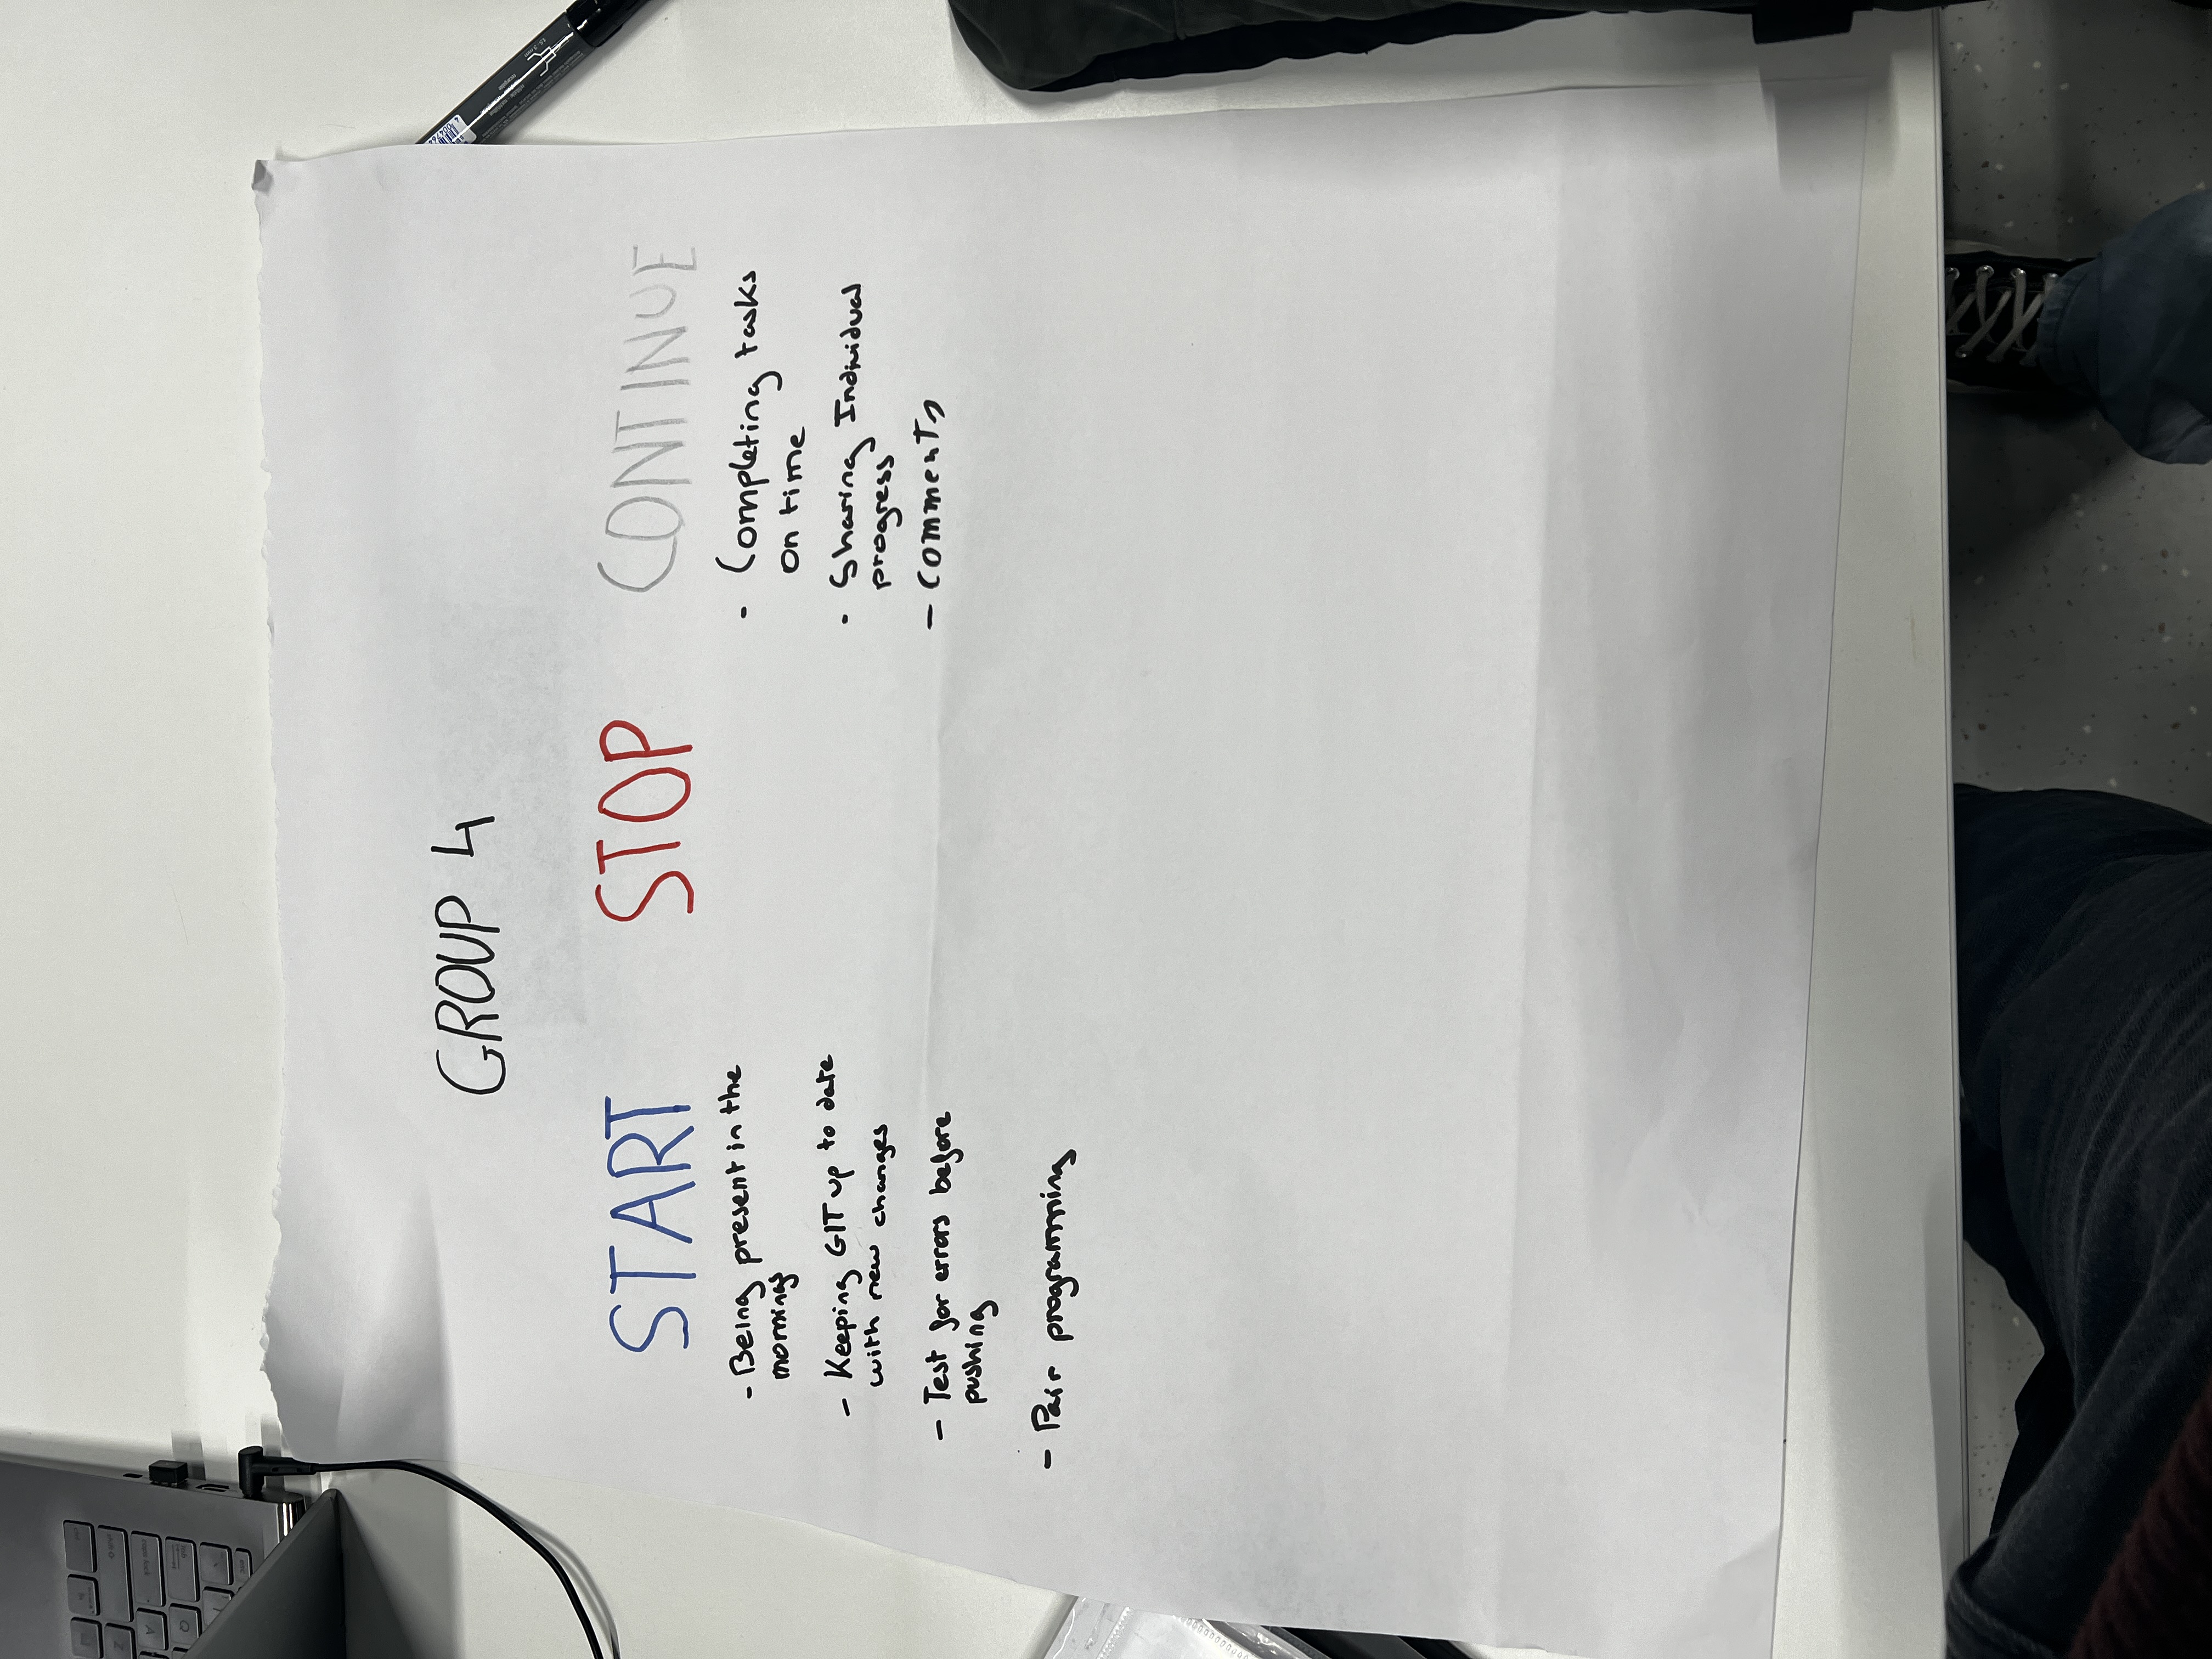 GROUP 4
START
- Being present in the
mornings
- Keeping GIT up to date
with new changes
- Test for errors before
pushing
- Pair programming
STOP
CONTINUE
- Completing tasks
on time
- Sharing Individual
progress
- Comments